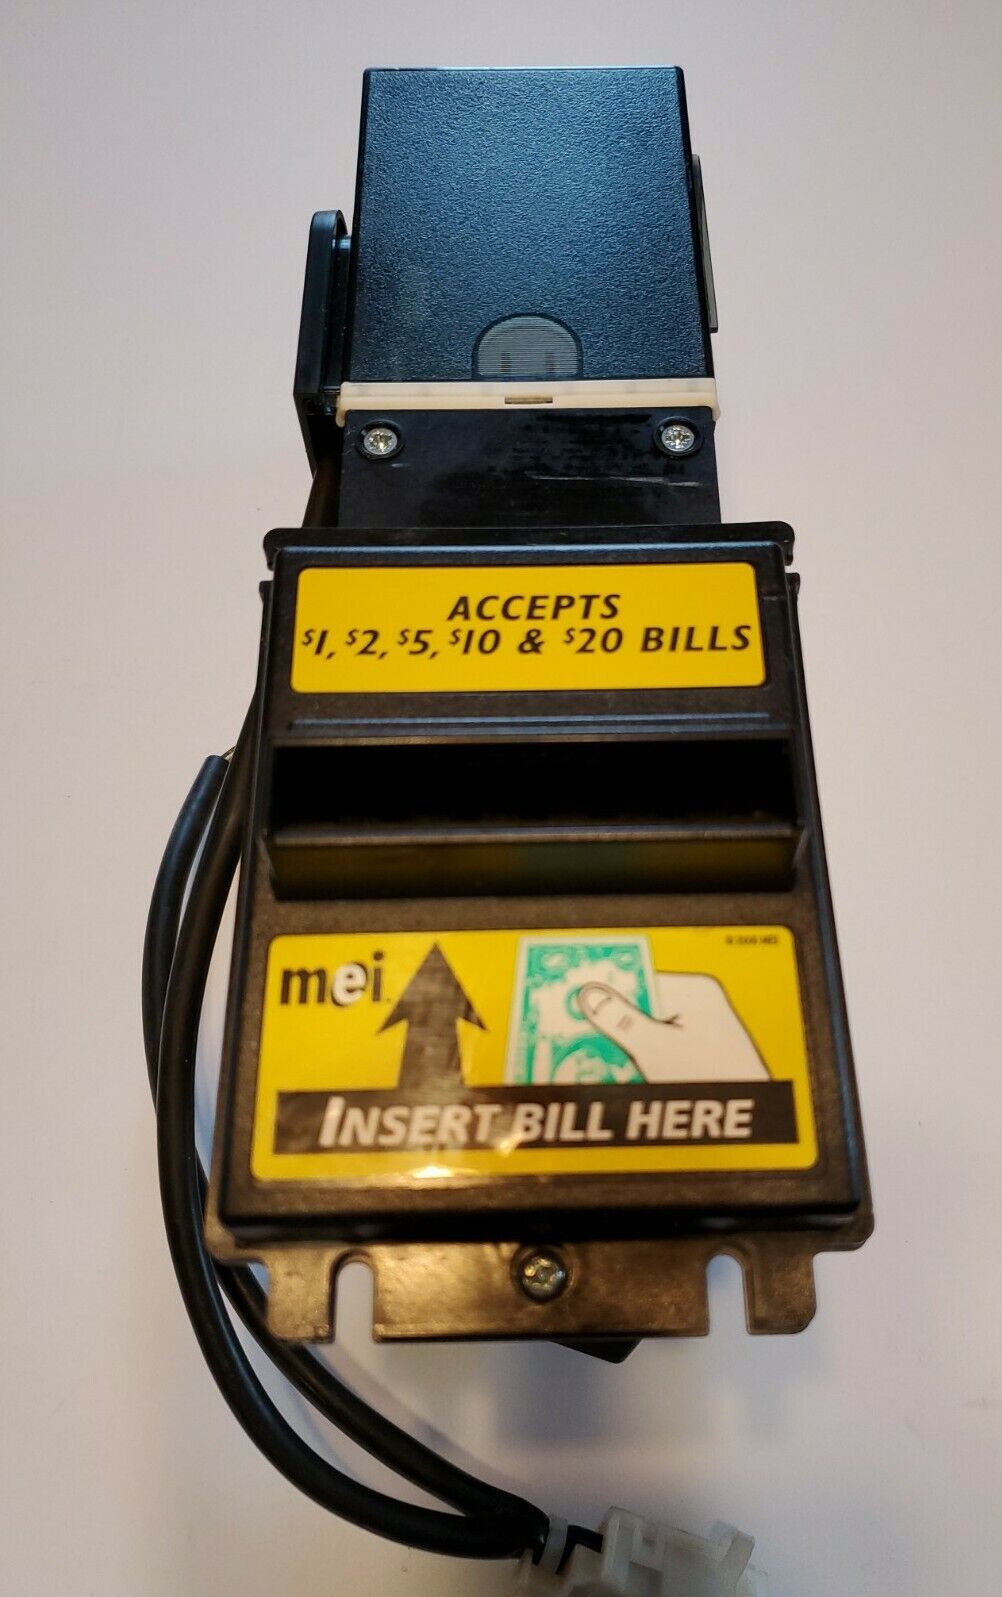 ACCEPTS
$1, $2, $5, $10 & $20 BILLS
mei
INSERT BILL HERE